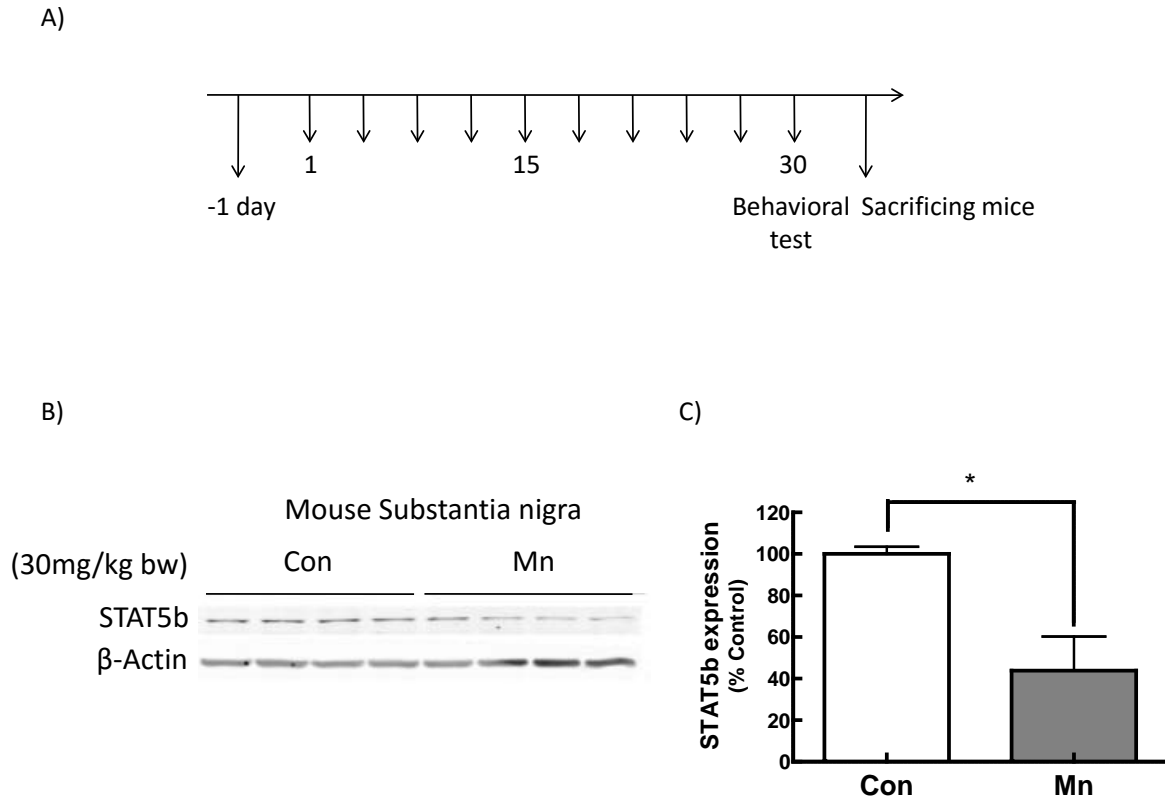 A)
1
15
30
-1 day
Behavioral
test
Sacrificing mice
B)
Mouse Substantia nigra
(30mg/kg bw)
Con
Mn
STAT5b
β-Actin
C)
*
STAT5b expression
(% Control)
120
100
80
60
40
20
0
Con
Mn